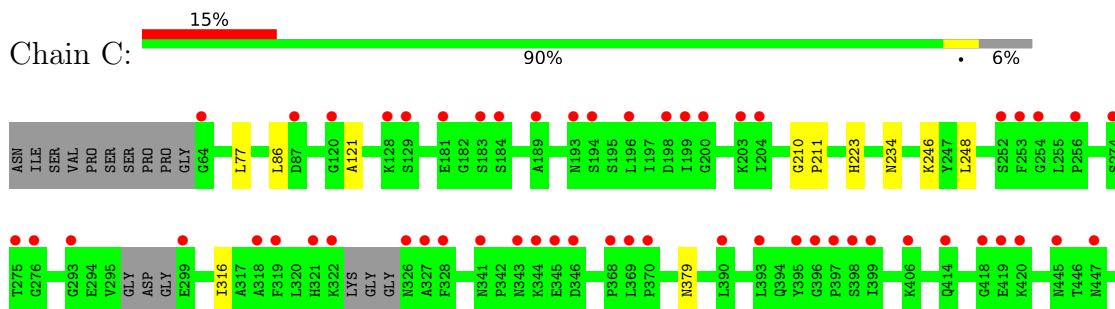 15%
Chain C:
90%
•
6%
ASN ILE SER VAL PRO SER SER PRO PRO GLY G64 L77 L86 D87 G120 A121 K128 S129 E181 G182 S183 S184 A189 N193 S194 S195 L196 I197 D198 I199 G200 K203 I204 G210 P211 H223 N234 K246 Y247 L248 S252 F253 G254 L255 P256
T275 G276 G293 E294 V295 GLY ASP GLY E299 I316 A317 A318 F319 L320 H321 K322 LYS GLY GLY N326 A327 F328 N341 P342 N343 K344 E345 D346 P368 L369 P370 N379 L390 L393 Q394 Y395 G396 P397 S398 I399 K406 Q414 G418 E419 K420 N445 T446 N447